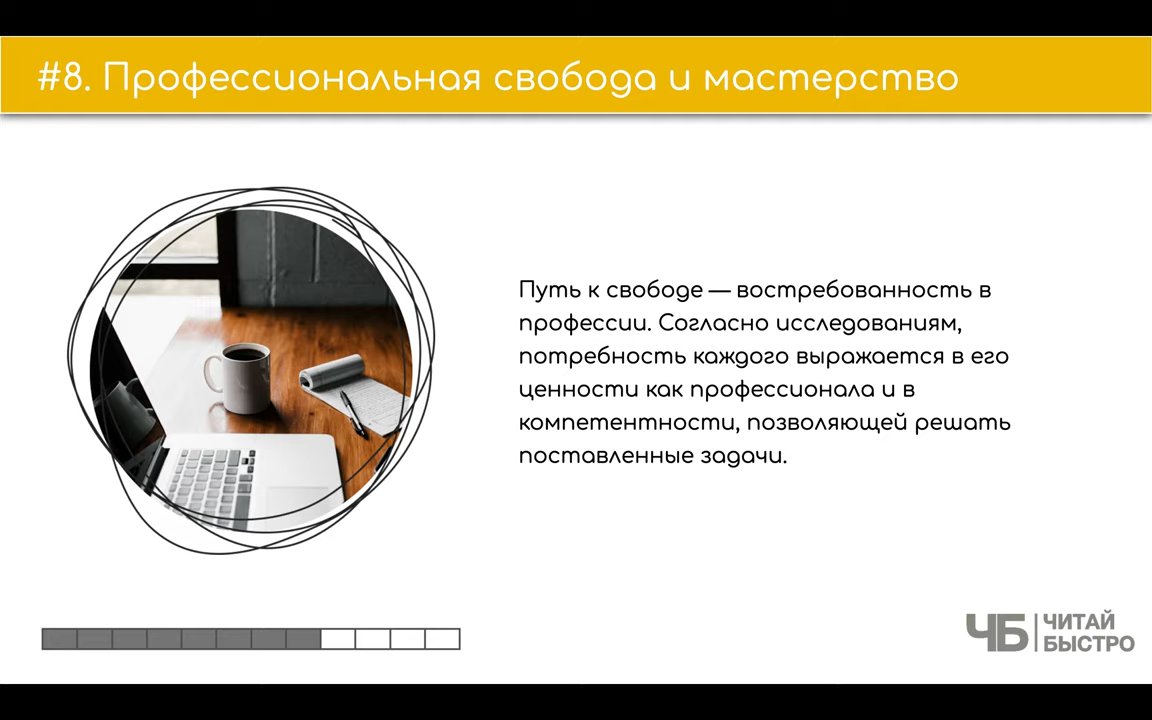 #8. Профессиональная свобода и мастерство
Путь к свободе — востребованность в
профессии. Согласно исследованиям,
потребность каждого выражается в его
ценности как профессионала и в
компетентности, позволяющей решать
поставленные задачи.
ЧБ
ЧИТАЙ
БЫСТРО